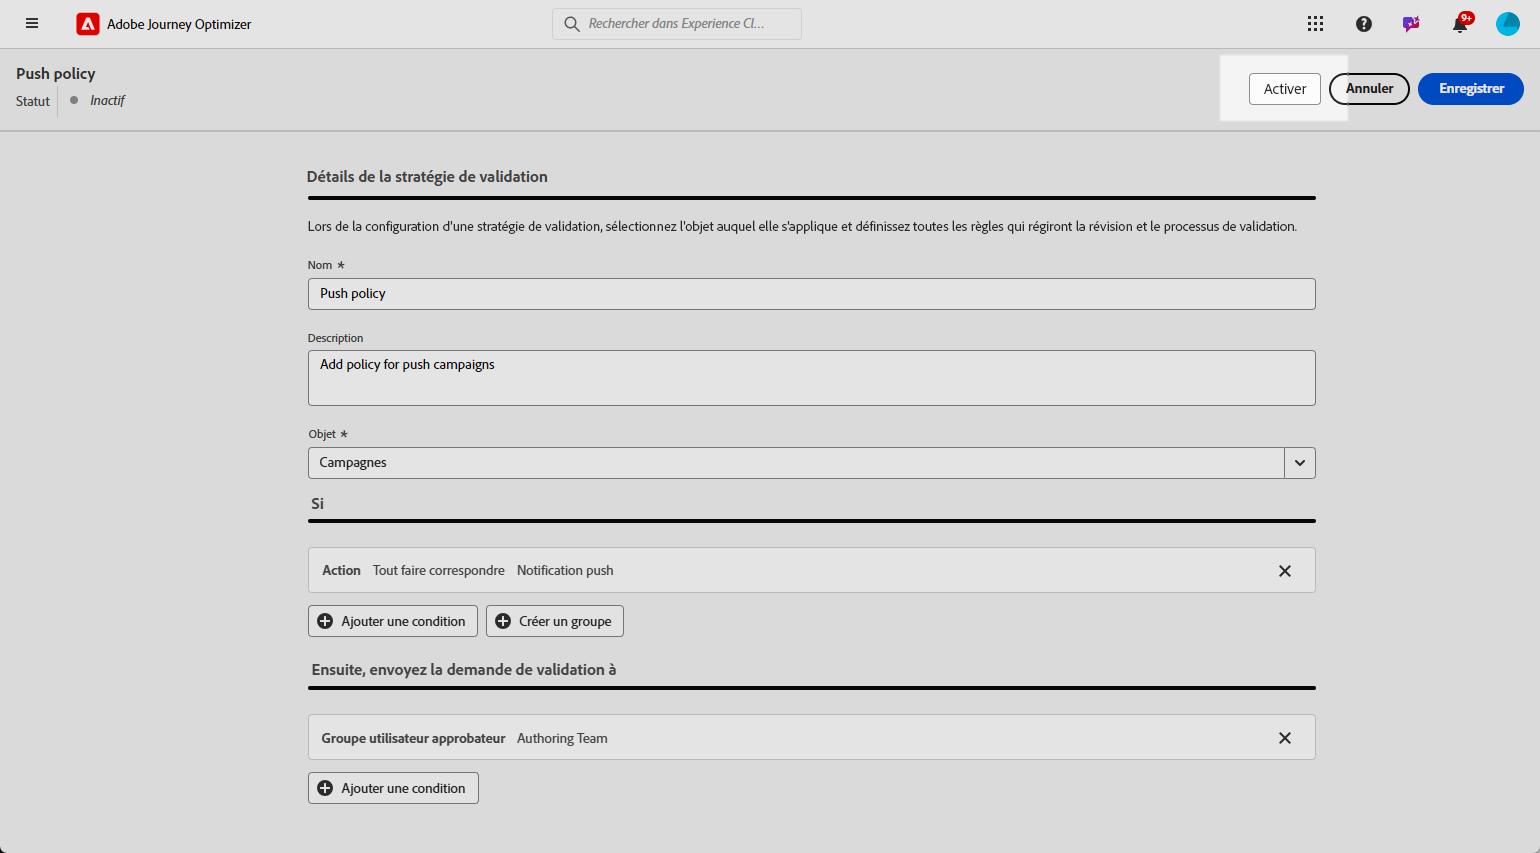 Adobe Journey Optimizer
Rechercher dans Experience Cl...
9+
Push policy
Statut
Inactif
Activer
Annuler
Enregistrer
Détails de la stratégie de validation
Lors de la configuration d'une stratégie de validation, sélectionnez l'objet auquel elle s'applique et définissez toutes les règles qui régiront la révision et le processus de validation.
Nom *
Push policy
Description
Add policy for push campaigns
Objet *
Campagnes
Si
Action Tout faire correspondre Notification push
Ajouter une condition Créer un groupe
Ensuite, envoyez la demande de validation à
Groupe utilisateur approbateur Authoring Team
Ajouter une condition